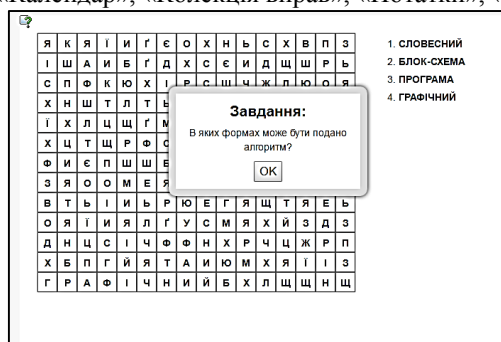 «Календар», «Колекція вправ», «Нотатки»,
Я К Я Ї И Ґ Є О Х Н Ь С Х В П З
І Ш А И Б Ґ Д Х С Є И Д Щ Ш Р Ь
С П Ф К Ю Х І Р С Ш Ч Ж Л Ю О Я
Х Н Ш Т Л Т Ь
Ї Х Л Ц Щ Ґ М
Х Ц Т Щ Р Ф
Ф И Є П Ш Ш Б
З Я О О М Е Я
В Т Ь І И Ь Р Ю Е Г Я Щ Т Я Е Ь
О Я Ї И Я Л Ґ У С М Я Х Й З Д З
Д Н Ц С І Ч Ф Ф Н Х Р Ч Ц Ж Р П
Х Б П Г Й Я Т А И Ю М Х Я Ї І З
Г Р А Ф І Ч Н И Й Б Х Л Щ Щ Н Щ
Завдання:
В яких формах може бути подано
алгоритм?
OK
1. СЛОВЕСНИЙ
2. БЛОК-СХЕМА
3. ПРОГРАМА
4. ГРАФІЧНИЙ